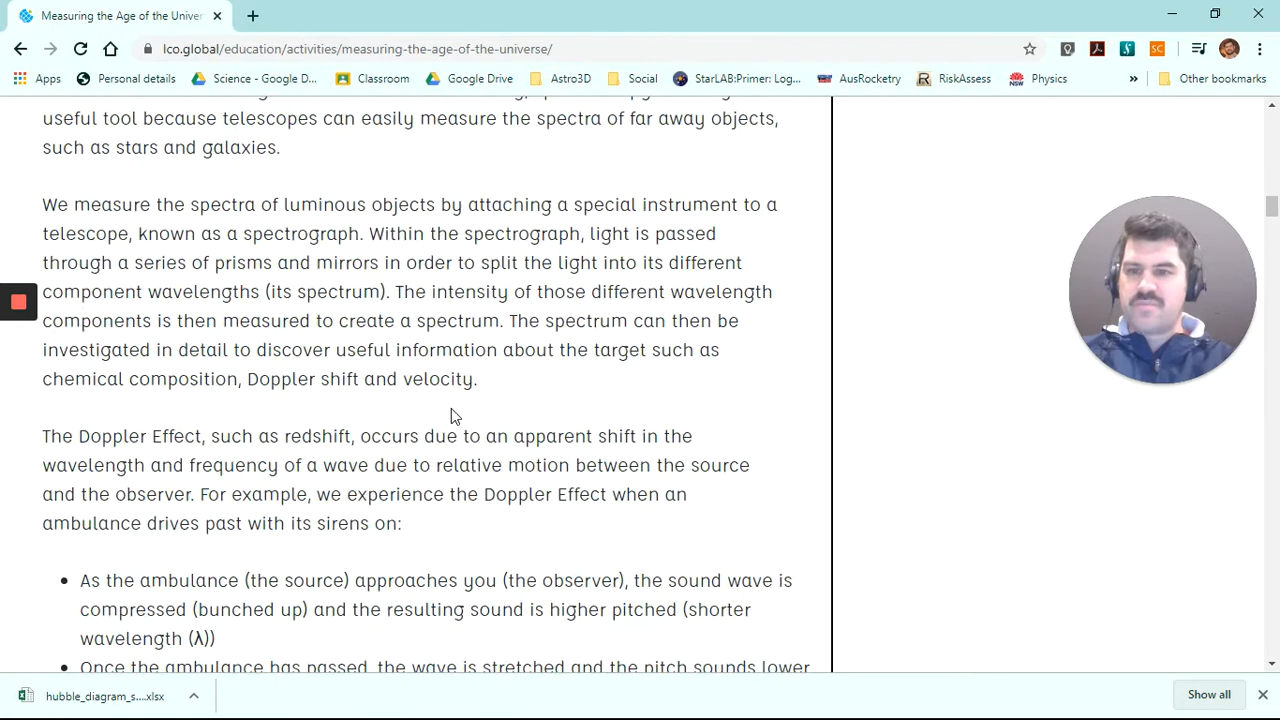 Measuring the Age of the Univer
lco.global/education/activities/measuring-the-age-of-the-universe/
Apps Personal details Science - Google D... Classroom Google Drive Astro3D Social StarLAB:Primer: Log... AusRocketry RiskAssess Physics » Other bookmarks
useful tool because telescopes can easily measure the spectra of far away objects,
such as stars and galaxies.
We measure the spectra of luminous objects by attaching a special instrument to a
telescope, known as a spectrograph. Within the spectrograph, light is passed
through a series of prisms and mirrors in order to split the light into its different
component wavelengths (its spectrum). The intensity of those different wavelength
components is then measured to create a spectrum. The spectrum can then be
investigated in detail to discover useful information about the target such as
chemical composition, Doppler shift and velocity.
The Doppler Effect, such as redshift, occurs due to an apparent shift in the
wavelength and frequency of a wave due to relative motion between the source
and the observer. For example, we experience the Doppler Effect when an
ambulance drives past with its sirens on:
• As the ambulance (the source) approaches you (the observer), the sound wave is
compressed (bunched up) and the resulting sound is higher pitched (shorter
wavelength (λ))
• Once the ambulance has passed, the wave is stretched and the pitch sounds lower
hubble_diagram_s....xlsx
Show all